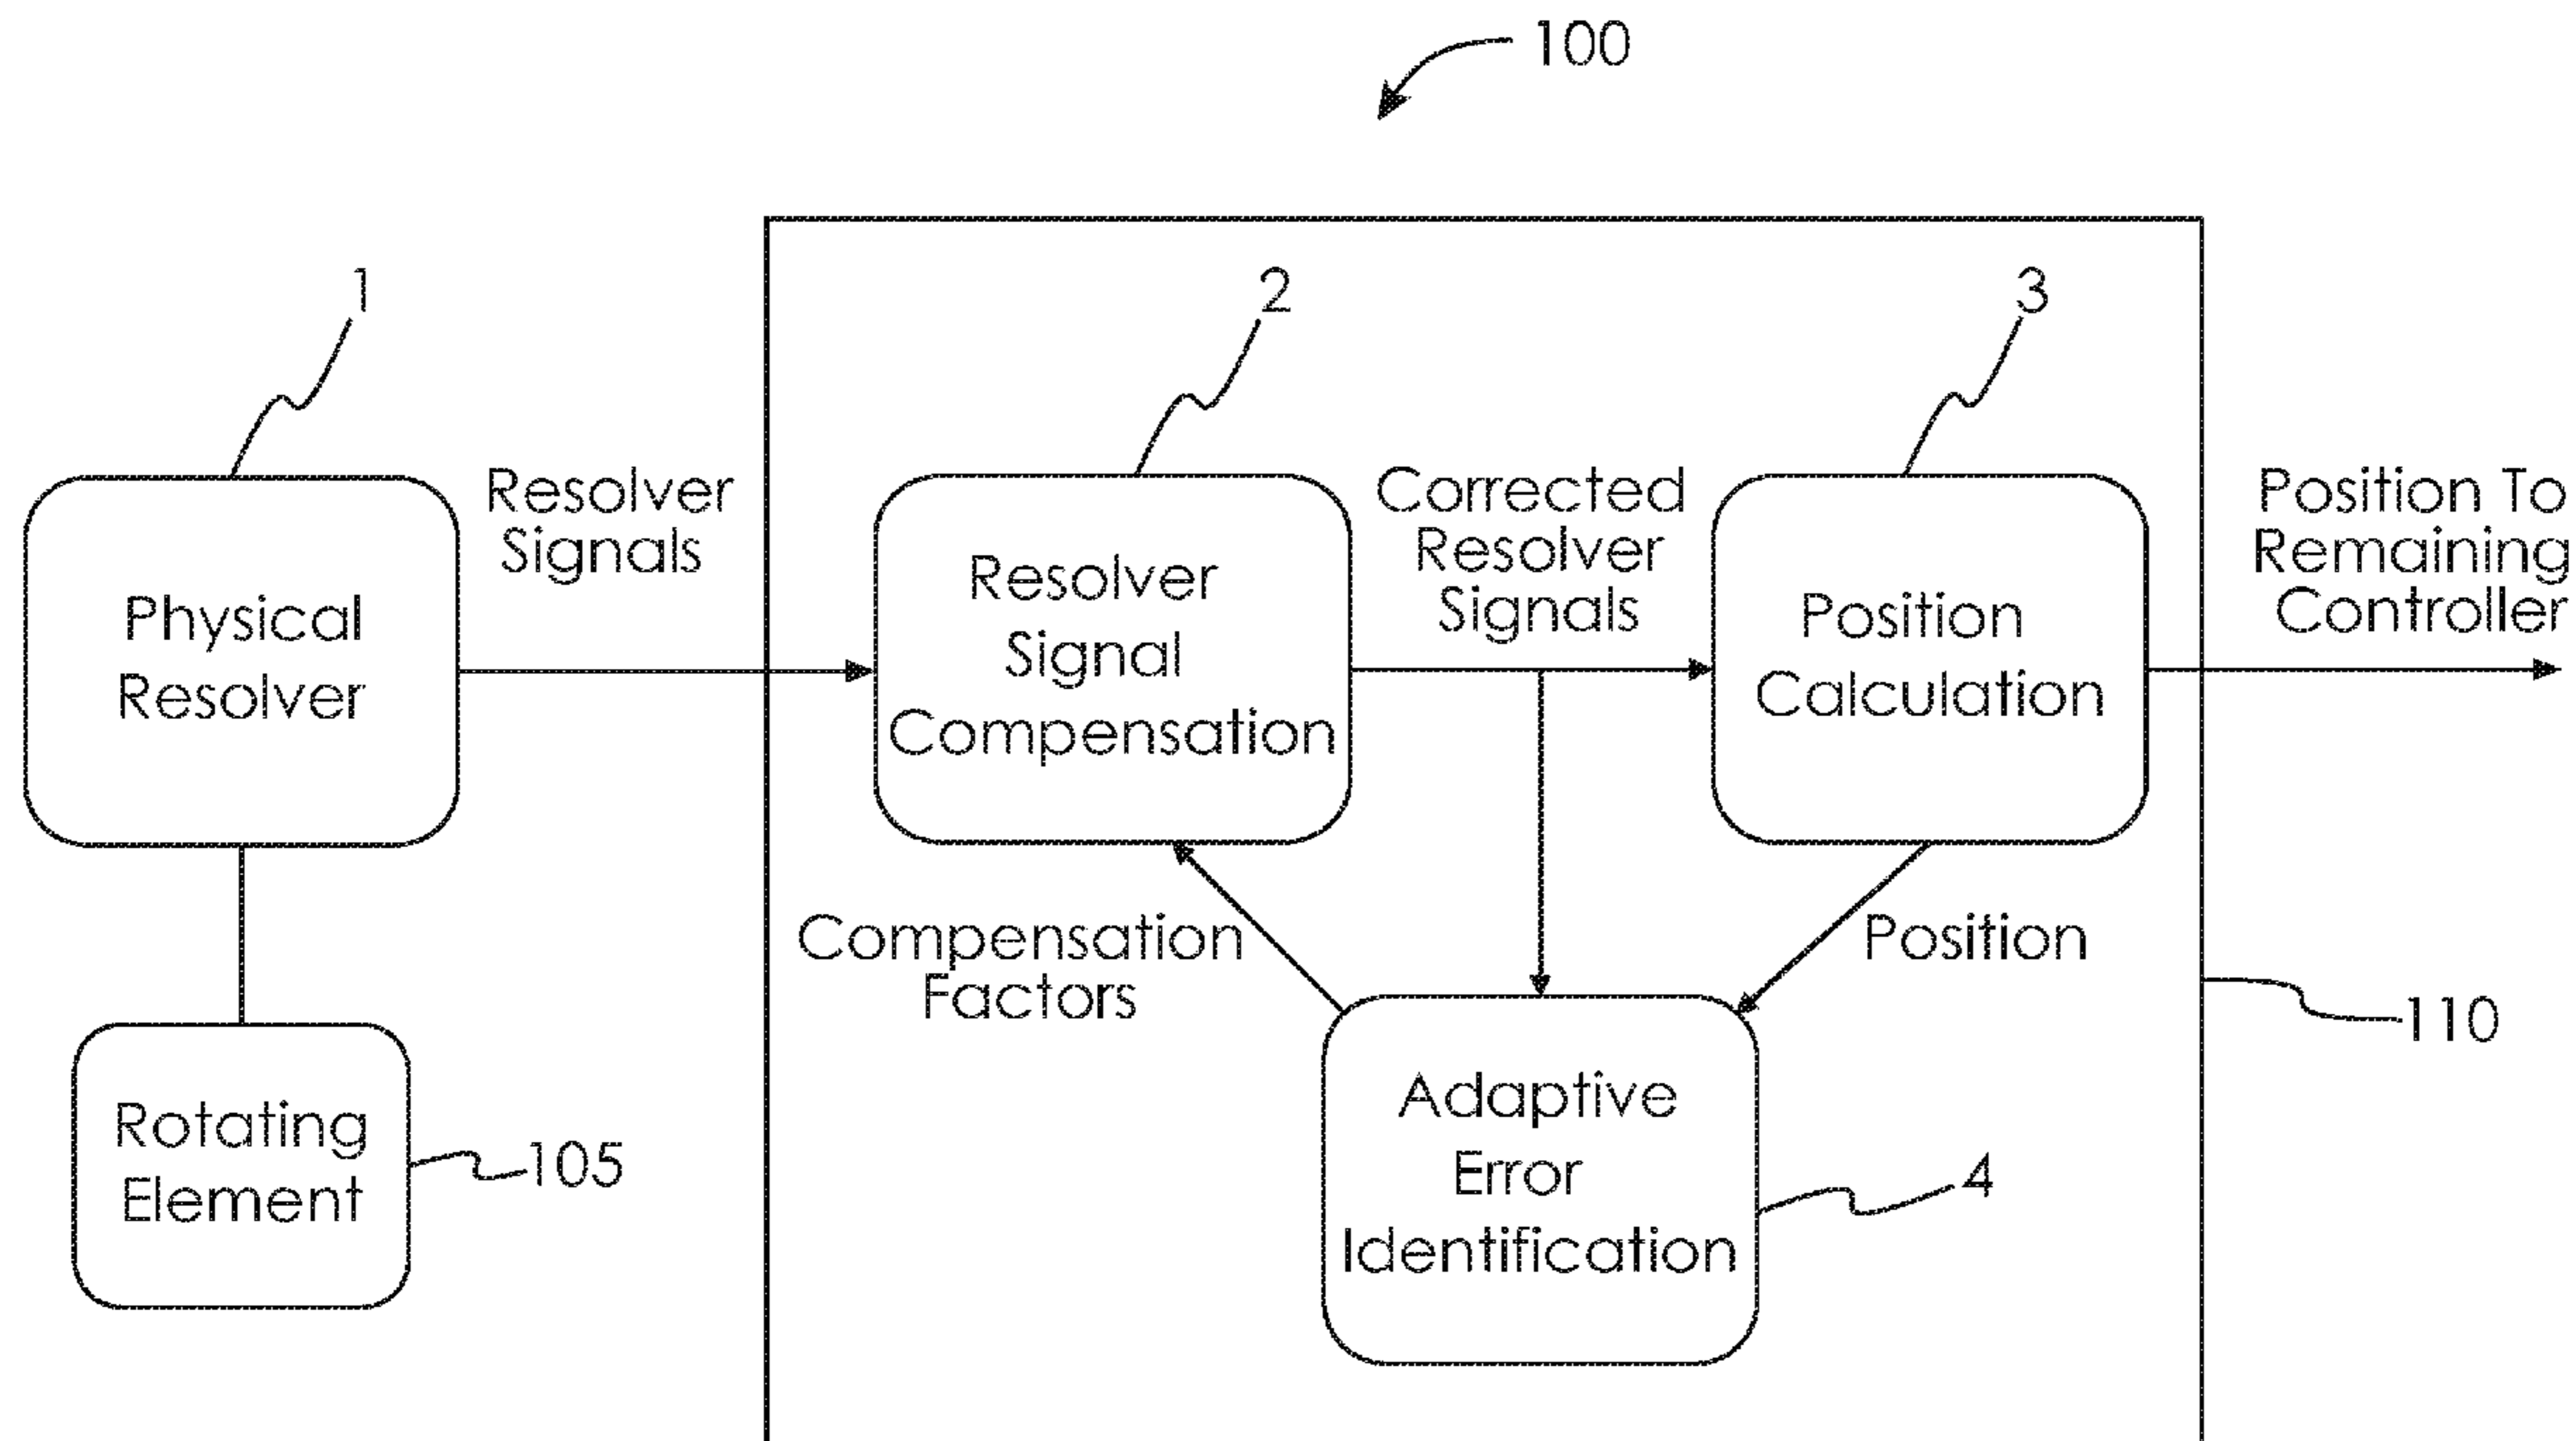 100
1
2
3
Resolver
Signals
Corrected
Resolver
Signals
Position To
Remaining
Controller
Physical
Resolver
Resolver
Signal
Compensation
Position
Calculation
Compensation
Factors
Position
110
Rotating
Element
105
Adaptive
Error
Identification
4